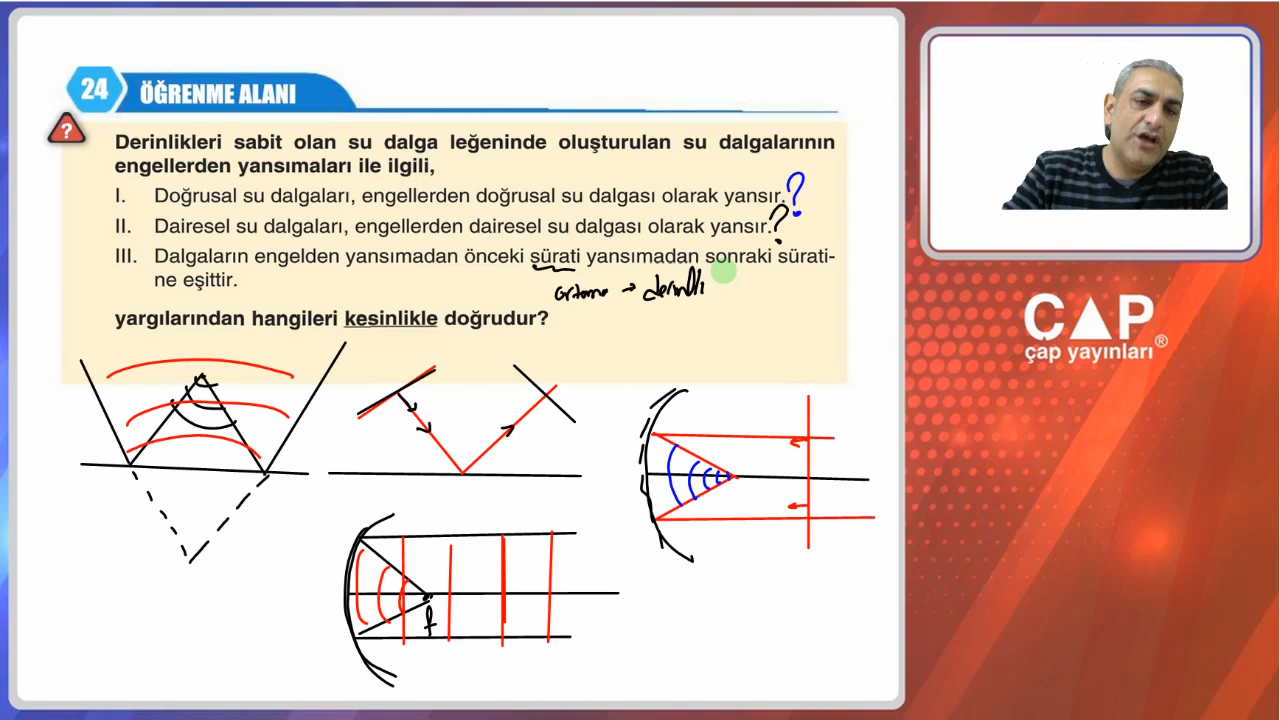 24
ÖĞRENME ALANI
?
Derinlikleri sabit olan su dalga leğeninde oluşturulan su dalgalarının
engellerden yansımaları ile ilgili,
I. Doğrusal su dalgaları, engellerden doğrusal su dalgası olarak yansır. ?
II. Dairesel su dalgaları, engellerden dairesel su dalgası olarak yansır. ?
III. Dalgaların engelden yansımadan önceki sürati yansımadan sonraki sürati-
ne eşittir.
ortama → derinlik
yargılarından hangileri kesinlikle doğrudur?
f
ÇAP
çap yayınları®